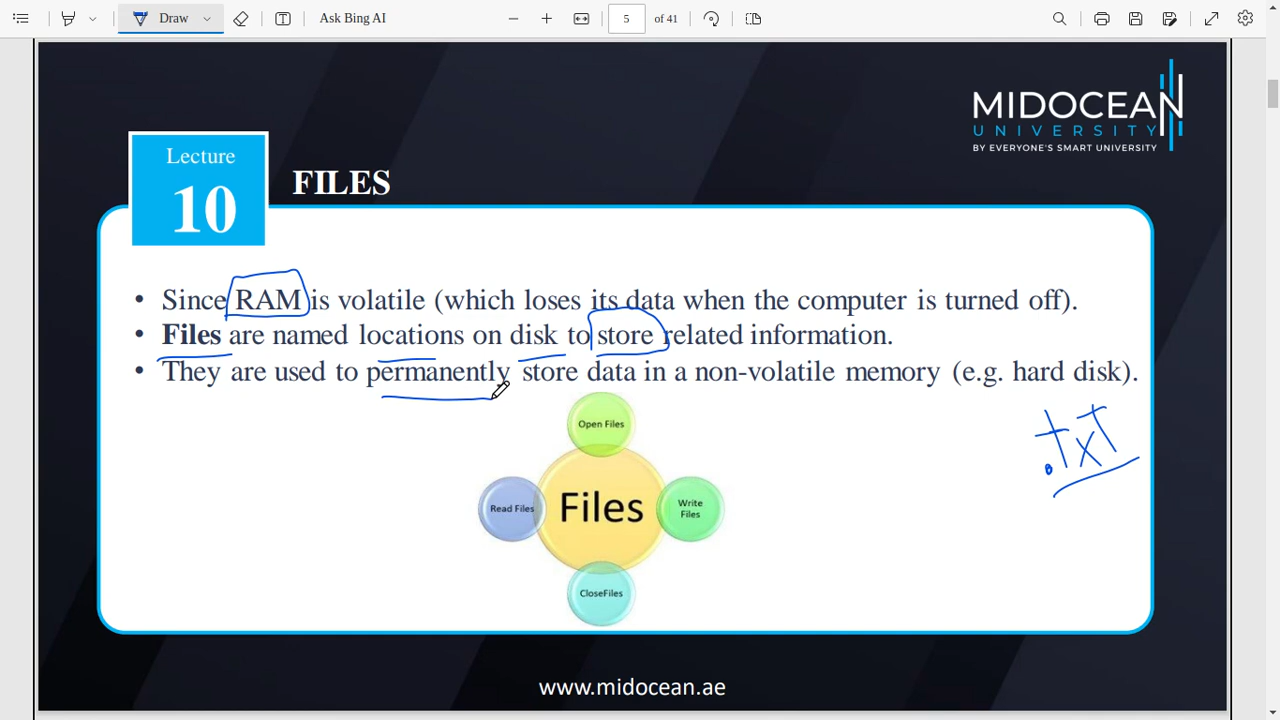 Draw
Ask Bing AI
5 of 41
MIDOCEAN
UNIVERSITY
BY EVERYONE'S SMART UNIVERSITY
Lecture
10
FILES
• Since RAM is volatile (which loses its data when the computer is turned off).
• Files are named locations on disk to store related information.
• They are used to permanently store data in a non-volatile memory (e.g. hard disk).
.txt
Open Files
Read Files
Files
Write
Files
CloseFiles
www.midocean.ae